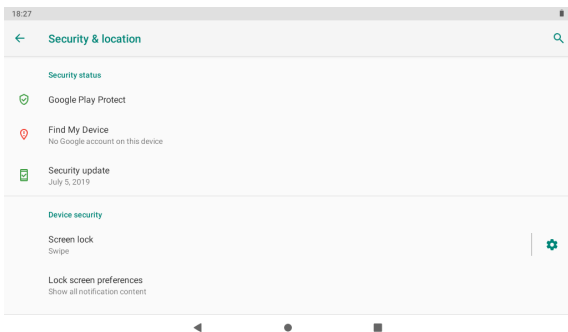 18:27
Security & location
Security status
Google Play Protect
Find My Device
No Google account on this device
Security update
July 5, 2019
Device security
Screen lock
Swipe
Lock screen preferences
Show all notification content